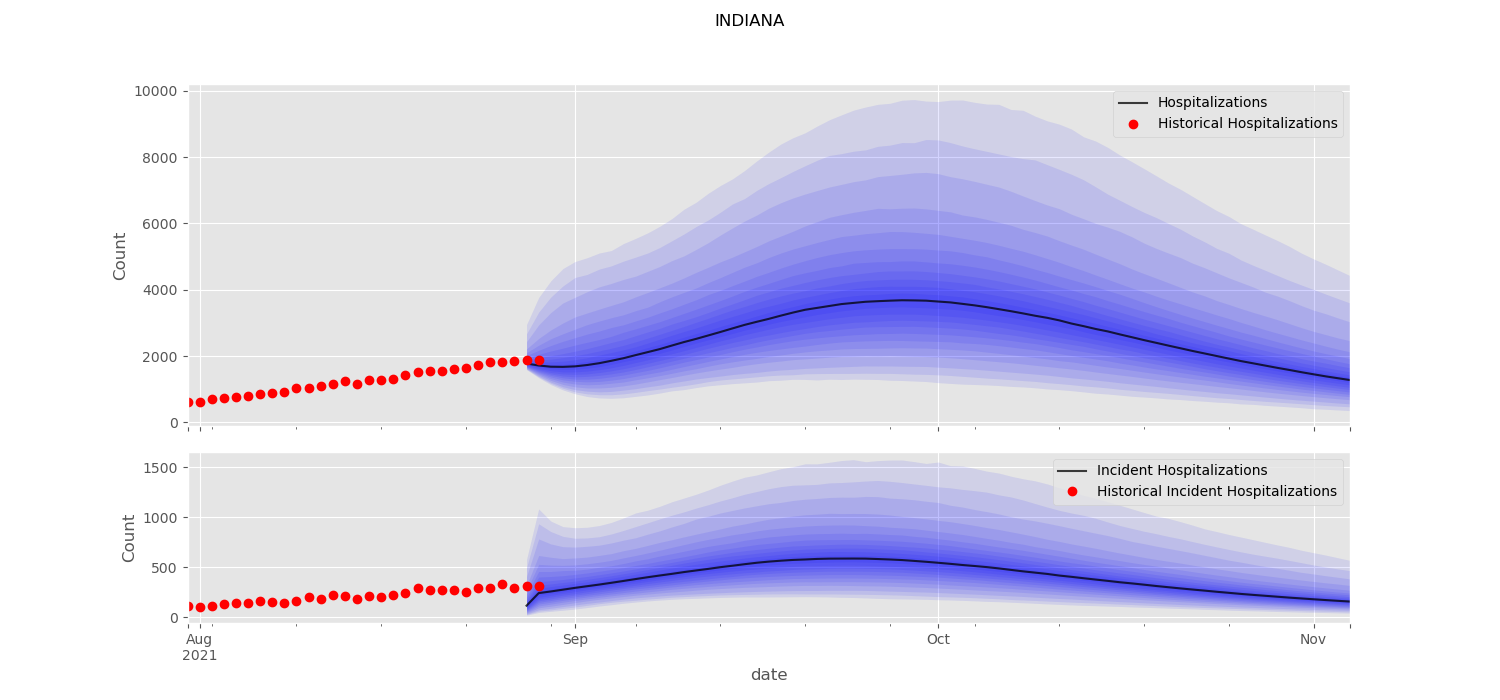 INDIANA
10000
8000
6000
4000
2000
0
Count
Hospitalizations
Historical Hospitalizations
1500
1000
500
0
Count
Incident Hospitalizations
Historical Incident Hospitalizations
Aug
2021
Sep
Oct
Nov
date